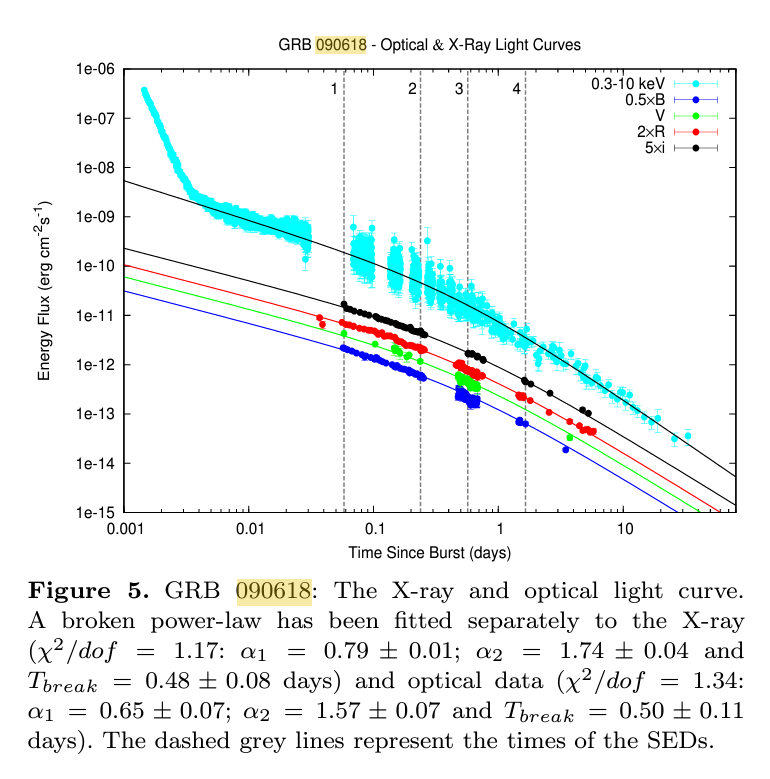 GRB 090618 - Optical & X-Ray Light Curves
1e-06
1e-07
1e-08
1e-09
1e-10
1e-11
1e-12
1e-13
1e-14
1e-15
Energy Flux (erg cm⁻²s⁻¹)
1
2
3
4
0.3-10 keV
0.5×B
V
2×R
5×i
0.001
0.01
0.1
1
10
Time Since Burst (days)
Figure 5. GRB 090618: The X-ray and optical light curve.
A broken power-law has been fitted separately to the X-ray
(χ²/dof = 1.17: α₁ = 0.79 ± 0.01; α₂ = 1.74 ± 0.04 and
T_break = 0.48 ± 0.08 days) and optical data (χ²/dof = 1.34:
α₁ = 0.65 ± 0.07; α₂ = 1.57 ± 0.07 and T_break = 0.50 ± 0.11
days). The dashed grey lines represent the times of the SEDs.